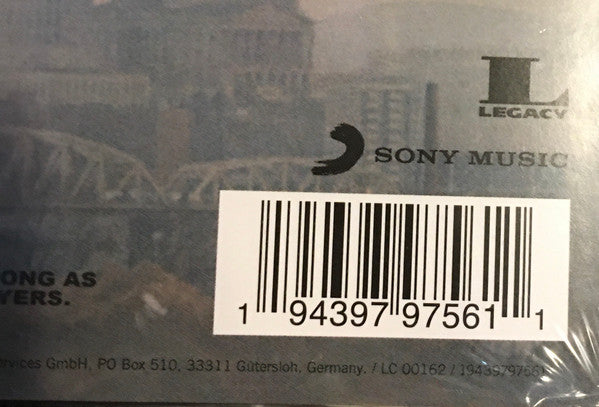 L
LEGACY
SONY MUSIC
ONG AS
YERS.
1 94397 97561 1
ervices GmbH, PO Box 510, 33311 Gütersloh, Germany. / LC 00162 / 19439797561